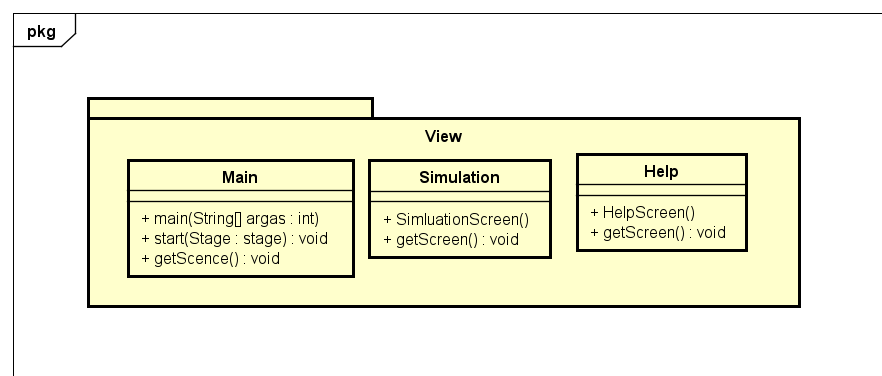 pkg
View
Main
+ main(String[] argas : int)
+ start(Stage : stage) : void
+ getScence() : void
Simulation
+ SimluationScreen()
+ getScreen() : void
Help
+ HelpScreen()
+ getScreen() : void